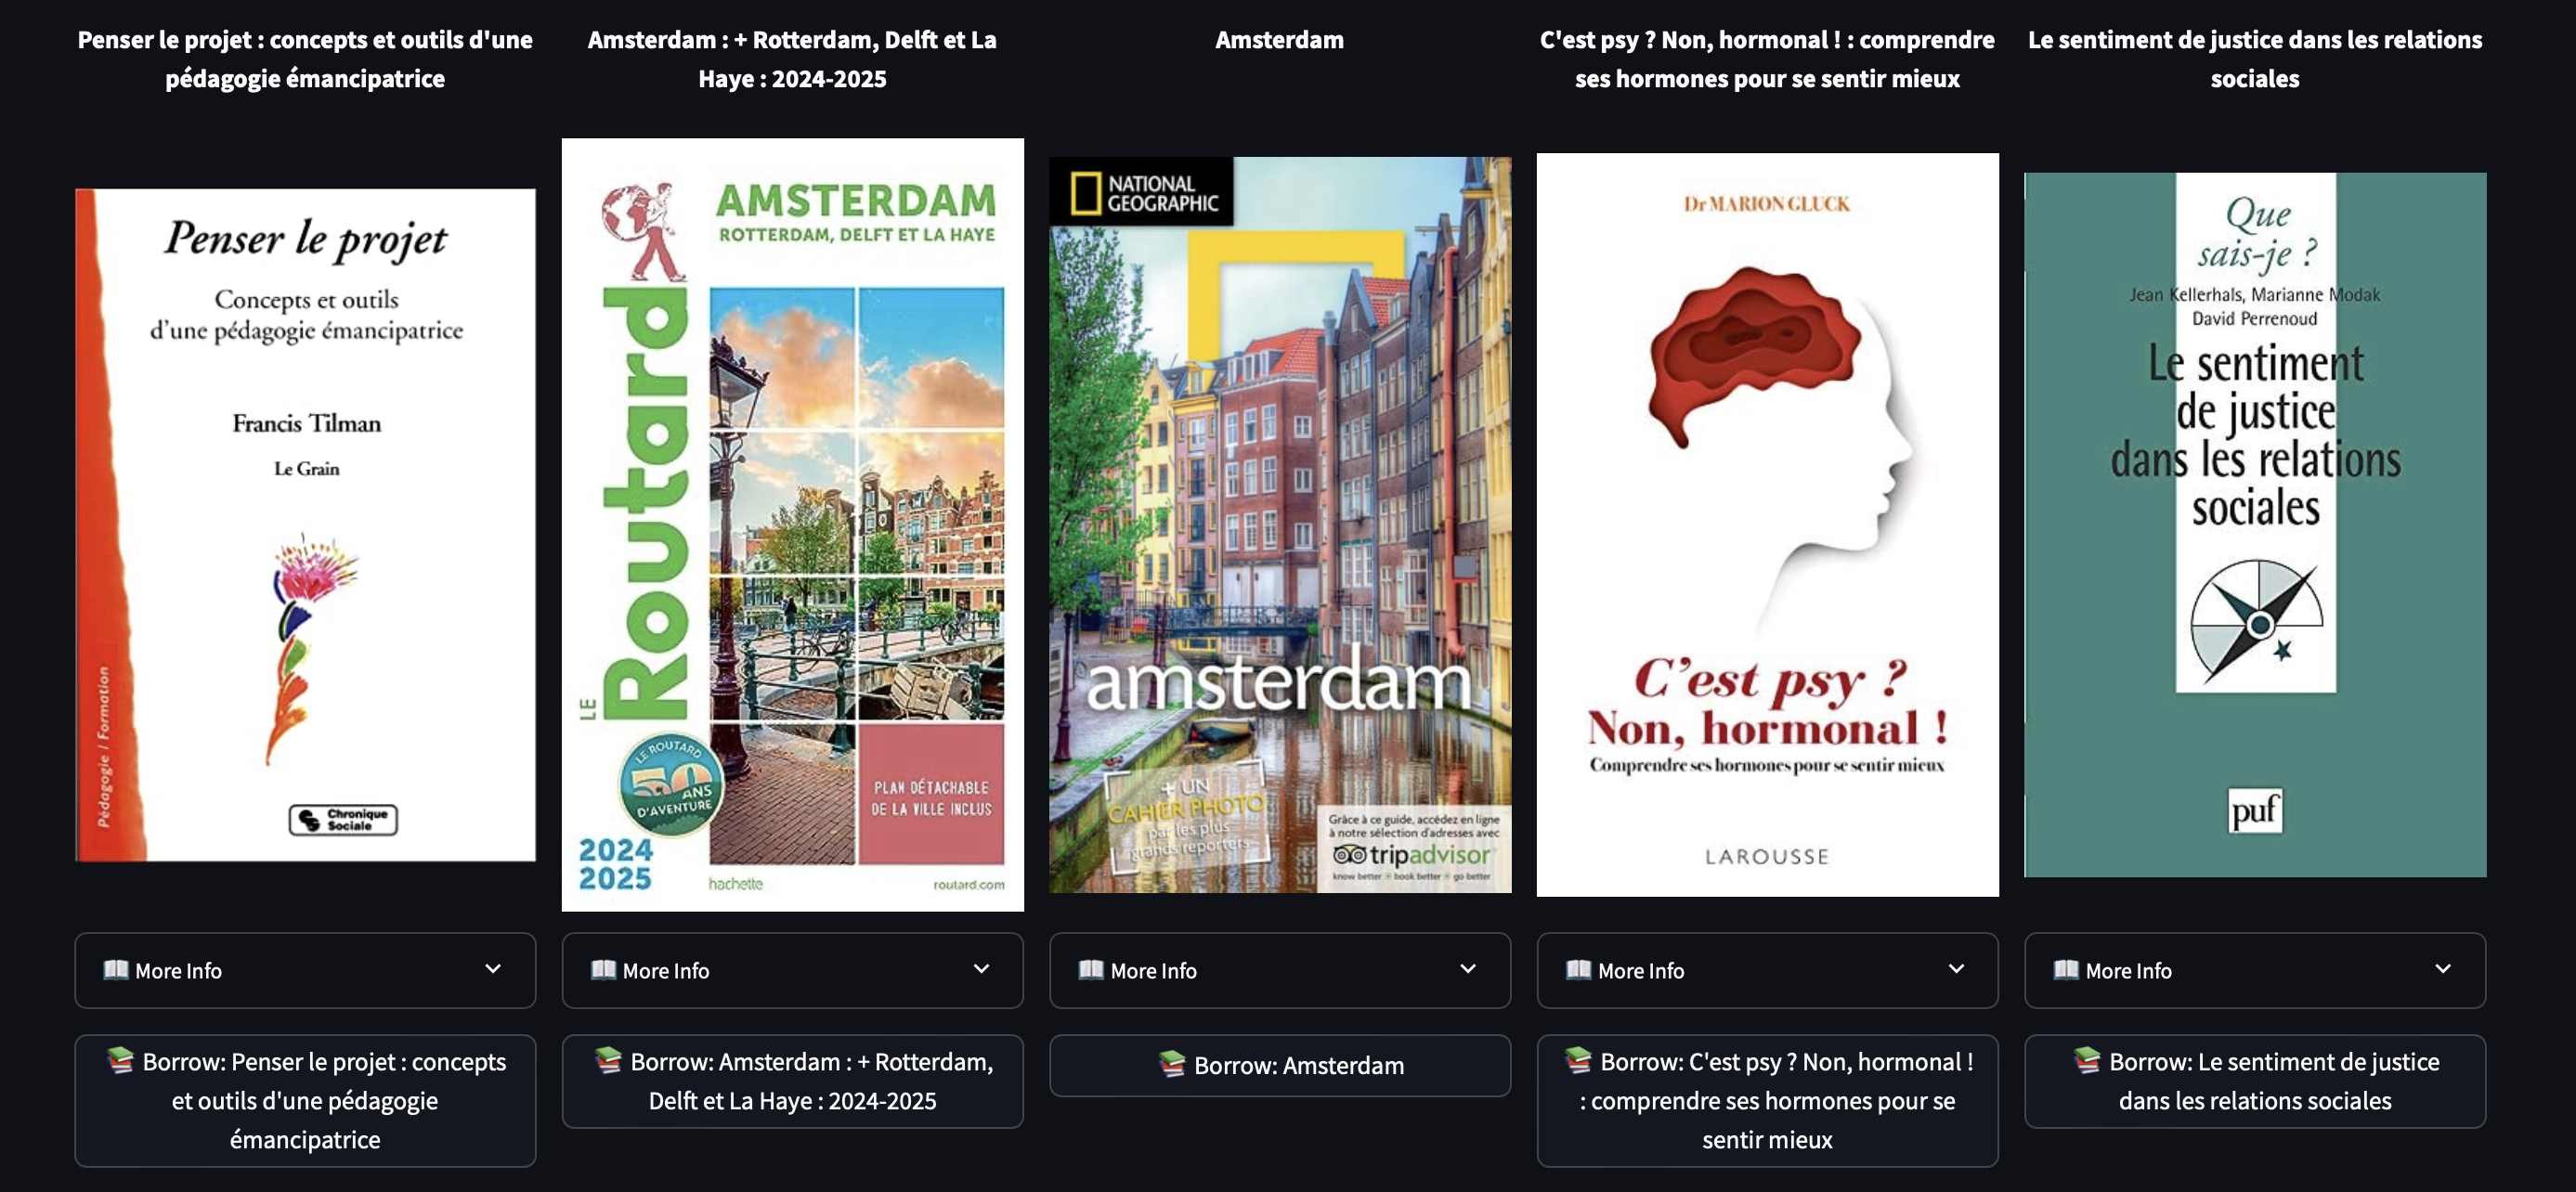 Penser le projet : concepts et outils d'une
pédagogie émancipatrice
Amsterdam : + Rotterdam, Delft et La
Haye : 2024-2025
Amsterdam
C'est psy ? Non, hormonal ! : comprendre
ses hormones pour se sentir mieux
Le sentiment de justice dans les relations
sociales
Penser le projet
Concepts et outils
d'une pédagogie émancipatrice
Francis Tilman
Le Grain
Pédagogie / Formation
Chronique
Sociale
AMSTERDAM
ROTTERDAM, DELFT ET LA HAYE
LE
Routard
LE ROUTARD
50
ANS
D'AVENTURE
PLAN DÉTACHABLE
DE LA VILLE INCLUS
2024
2025
hachette
routard.com
NATIONAL
GEOGRAPHIC
amsterdam
+ UN
CAHIER PHOTO
par les plus
grands reporters
Grâce à ce guide, accédez en ligne
à notre sélection d'adresses avec
tripadvisor
know better book better go better
Dr MARION GLUCK
C'est psy ?
Non, hormonal !
Comprendre ses hormones pour se sentir mieux
LAROUSSE
Que
sais-je ?
Jean Kellerhals, Marianne Modak
David Perrenoud
Le sentiment
de justice
dans les relations
sociales
puf
📖 More Info
📖 More Info
📖 More Info
📖 More Info
📖 More Info
📚 Borrow: Penser le projet : concepts
et outils d'une pédagogie
émancipatrice
📚 Borrow: Amsterdam : + Rotterdam,
Delft et La Haye : 2024-2025
📚 Borrow: Amsterdam
📚 Borrow: C'est psy ? Non, hormonal !
: comprendre ses hormones pour se
sentir mieux
📚 Borrow: Le sentiment de justice
dans les relations sociales